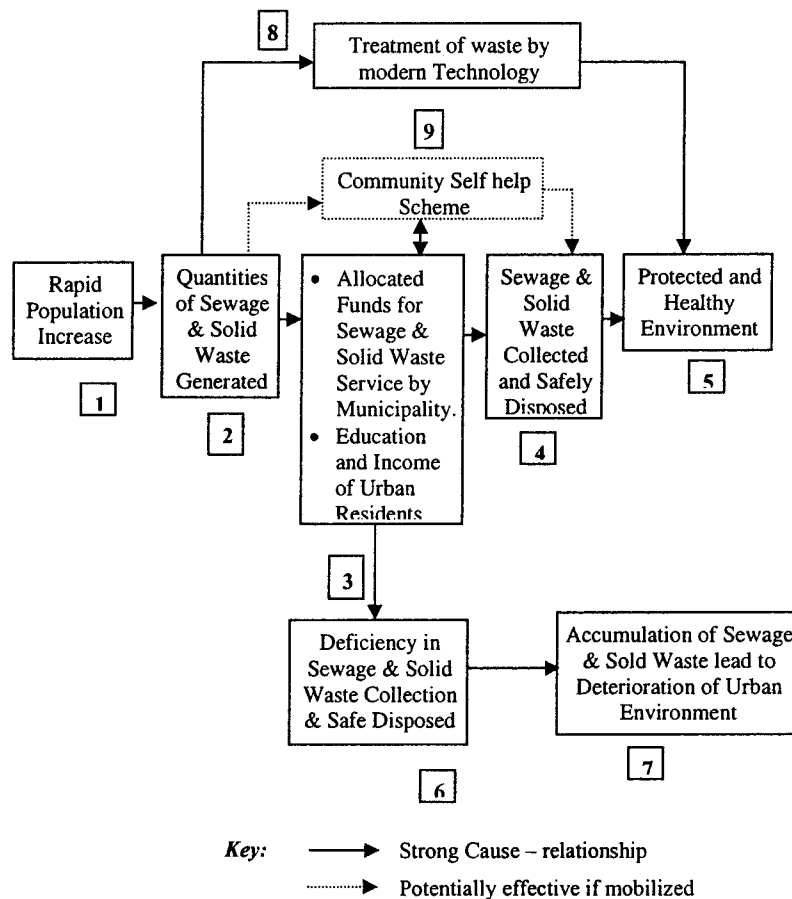 8
Treatment of waste by
modern Technology
9
Community Self help
Scheme
Rapid
Population
Increase
1
Quantities
of Sewage
& Solid
Waste
Generated
2
• Allocated
Funds for
Sewage &
Solid Waste
Service by
Municipality.
• Education
and Income
of Urban
Residents
3
Sewage &
Solid
Waste
Collected
and Safely
Disposed
4
Protected and
Healthy
Environment
5
Deficiency in
Sewage & Solid
Waste Collection
& Safe Disposed
6
Accumulation of Sewage
& Sold Waste lead to
Deterioration of Urban
Environment
7
Key:
Strong Cause – relationship
Potentially effective if mobilized